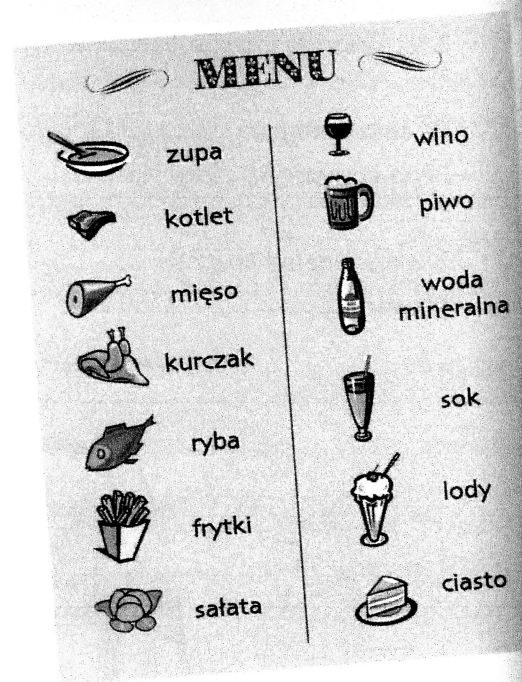 MENU
zupa
kotlet
mięso
kurczak
ryba
frytki
sałata
wino
piwo
woda
mineralna
sok
lody
ciasto